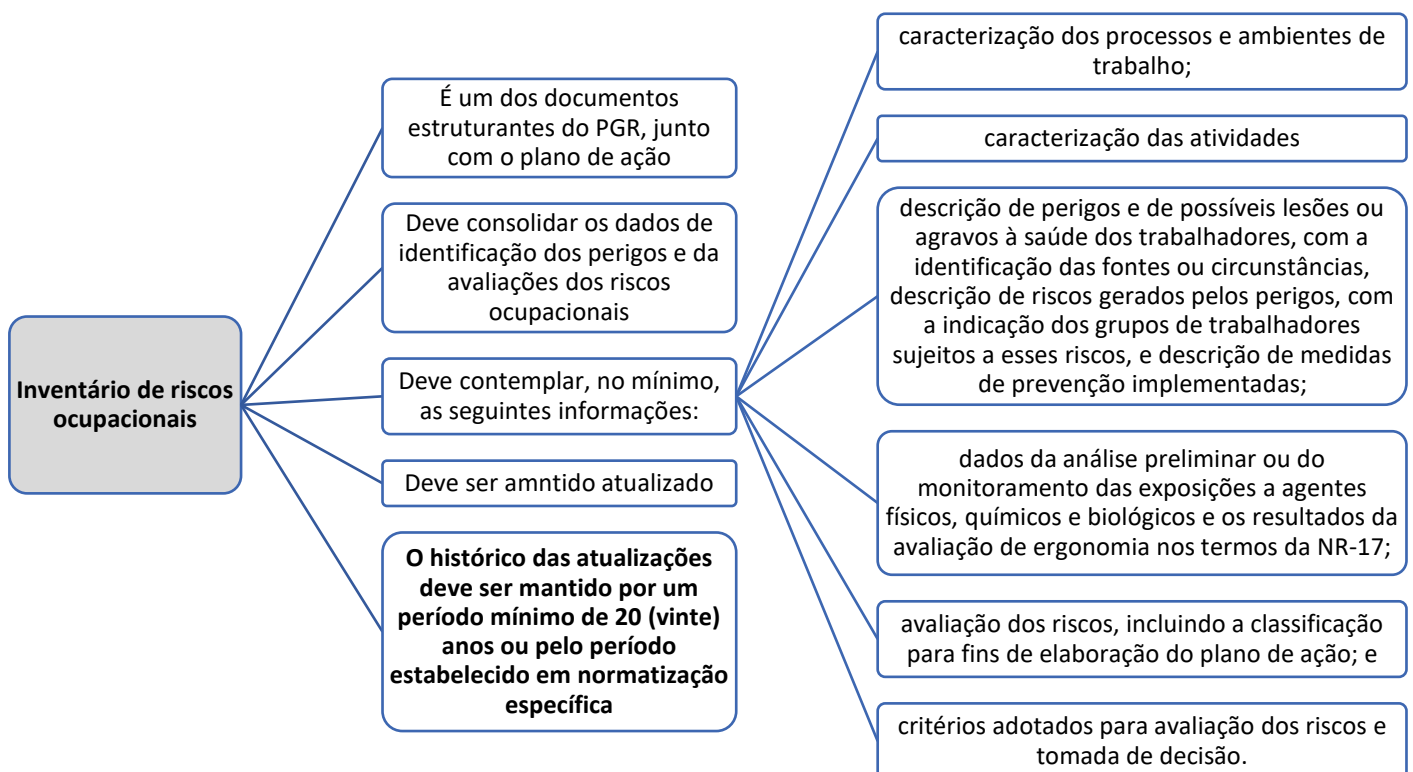 Inventário de riscos
ocupacionais
É um dos documentos
estruturantes do PGR, junto
com o plano de ação
Deve consolidar os dados de
identificação dos perigos e da
avaliações dos riscos
ocupacionais
Deve contemplar, no mínimo,
as seguintes informações:
Deve ser amntido atualizado
O histórico das atualizações
deve ser mantido por um
período mínimo de 20 (vinte)
anos ou pelo período
estabelecido em normatização
específica
caracterização dos processos e ambientes de
trabalho;
caracterização das atividades
descrição de perigos e de possíveis lesões ou
agravos à saúde dos trabalhadores, com a
identificação das fontes ou circunstâncias,
descrição de riscos gerados pelos perigos, com
a indicação dos grupos de trabalhadores
sujeitos a esses riscos, e descrição de medidas
de prevenção implementadas;
dados da análise preliminar ou do
monitoramento das exposições a agentes
físicos, químicos e biológicos e os resultados da
avaliação de ergonomia nos termos da NR-17;
avaliação dos riscos, incluindo a classificação
para fins de elaboração do plano de ação; e
critérios adotados para avaliação dos riscos e
tomada de decisão.